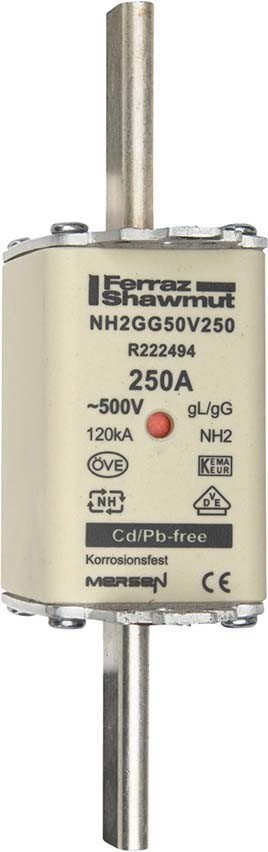 Ferraz
Shawmut
NH2GG50V250
R222494
250A
~500V gL/gG
120kA NH2
ÖVE KEMA KEUR
NH VDE
Cd/Pb-free
Korrosionsfest
MERSEN CE